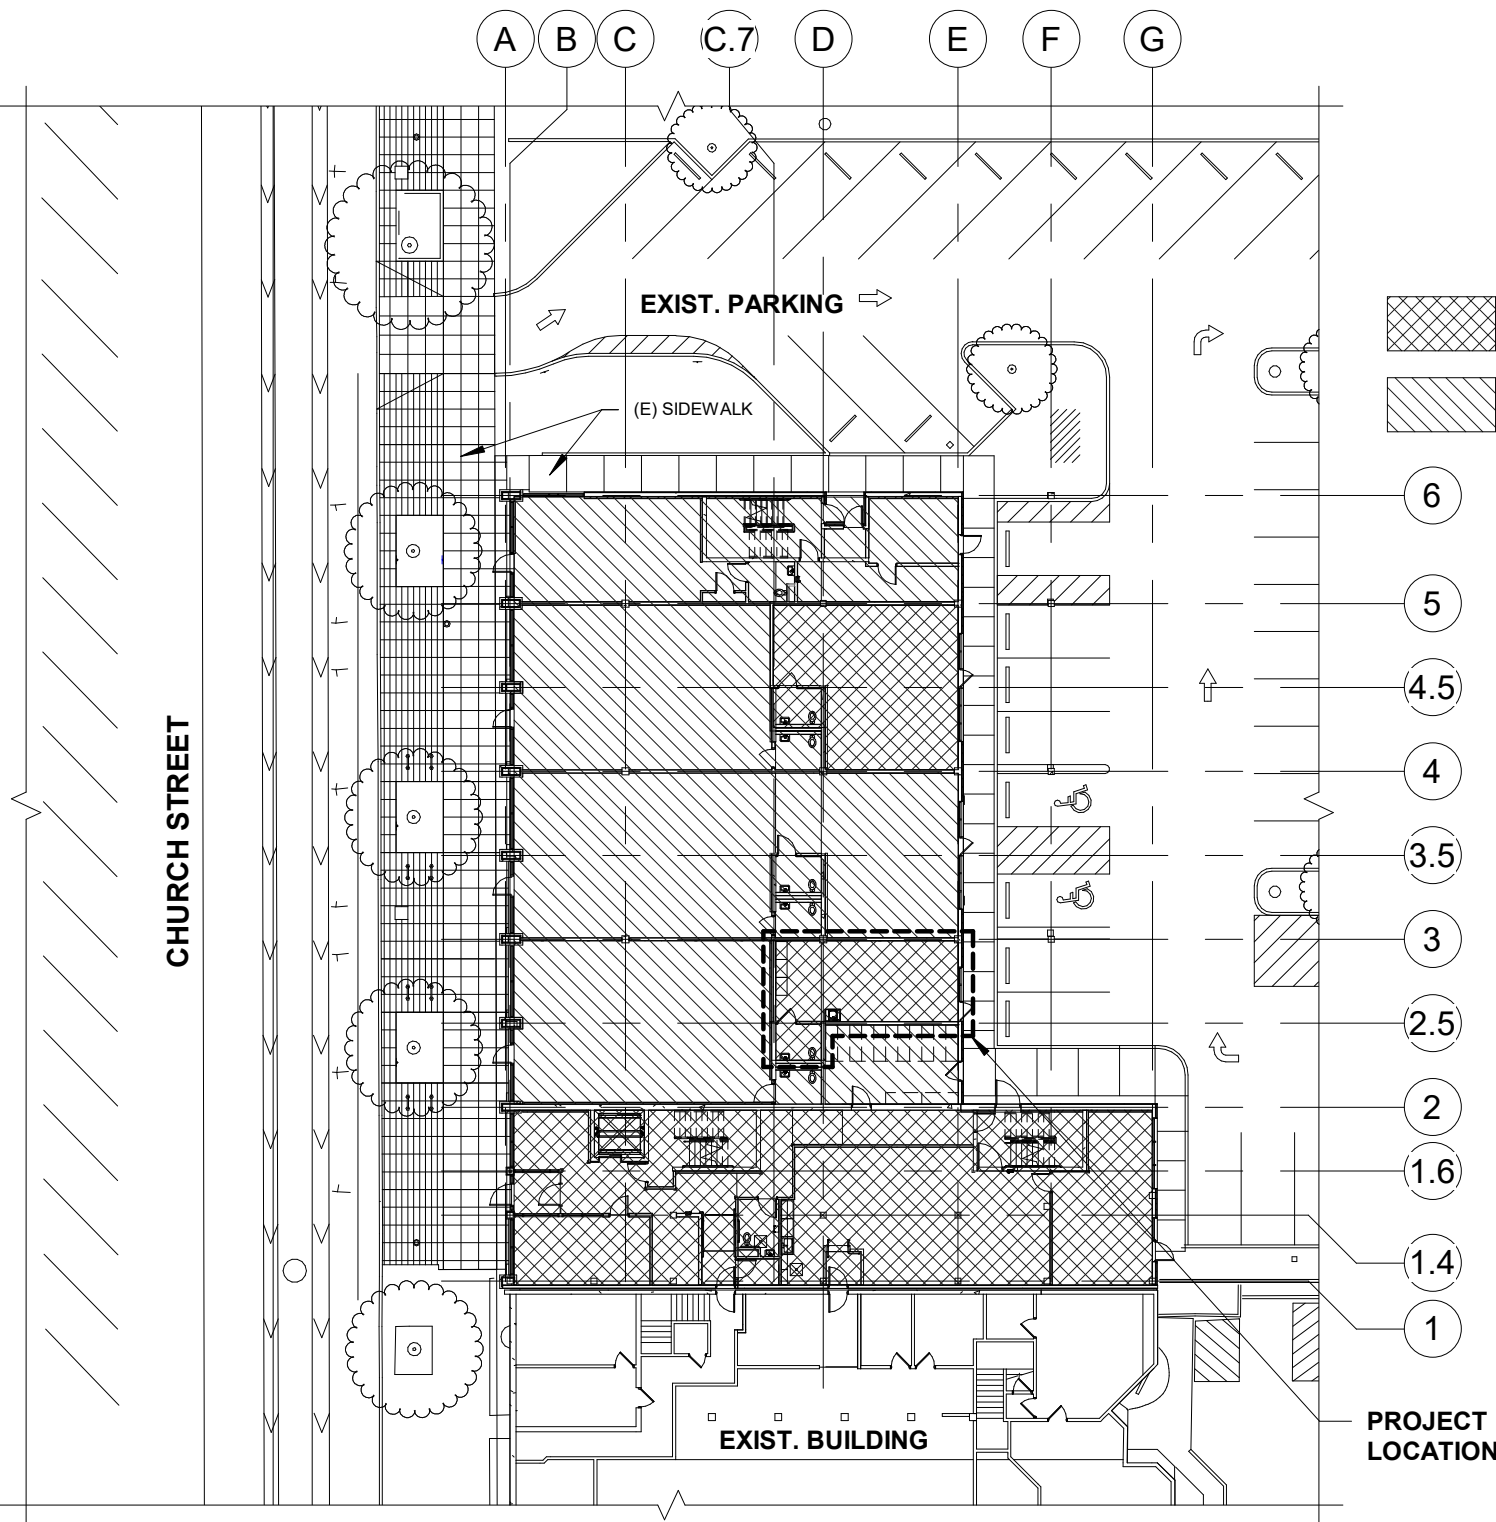 A B C C.7 D E F G
EXIST. PARKING
(E) SIDEWALK
6
5
4.5
4
CHURCH STREET
3.5
3
2.5
2
1.6
1.4
1
PROJECT
LOCATION
EXIST. BUILDING